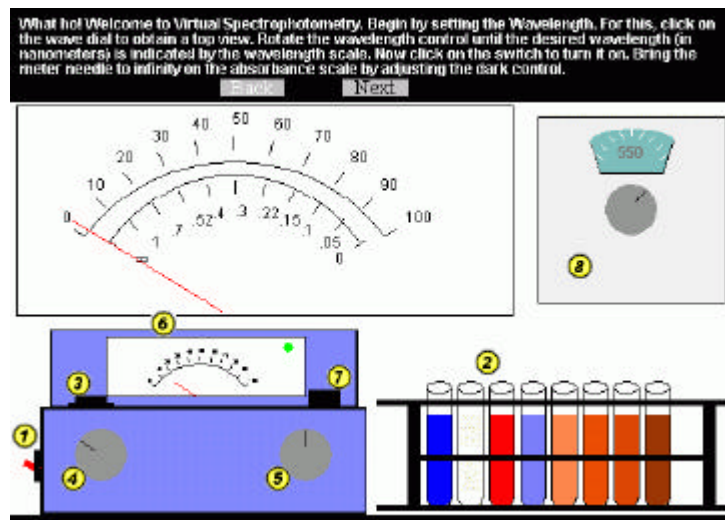 What ho! Welcome to Virtual Spectrophotometry. Begin by setting the Wavelength. For this, click on
the wave dial to obtain a top view. Rotate the wavelength control until the desired wavelength (in
nanometers) is indicated by the wavelength scale. Now click on the switch to turn it on. Bring the
meter needle to infinity on the absorbance scale by adjusting the dark control.
Back Next
0 10 20 30 40 50 60 70 80 90 100
∞ 1 .7 .52 .4 .3 .22 .15 .1 .05 0
550
8
6
3
7
1
4
5
2